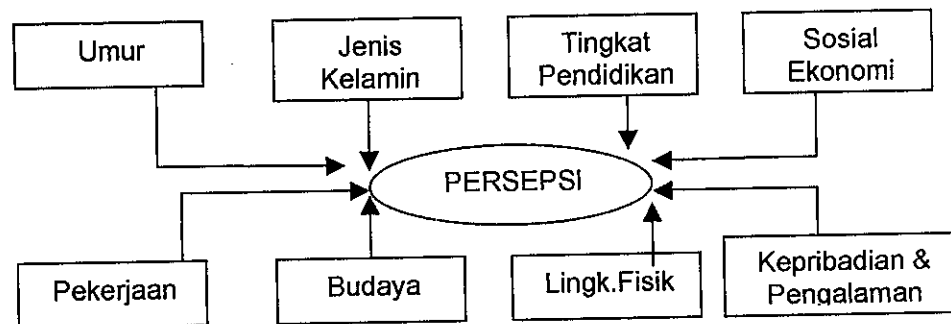 Umur
Jenis
Kelamin
Tingkat
Pendidikan
Sosial
Ekonomi
PERSEPSI
Pekerjaan
Budaya
Lingk.Fisik
Kepribadian &
Pengalaman